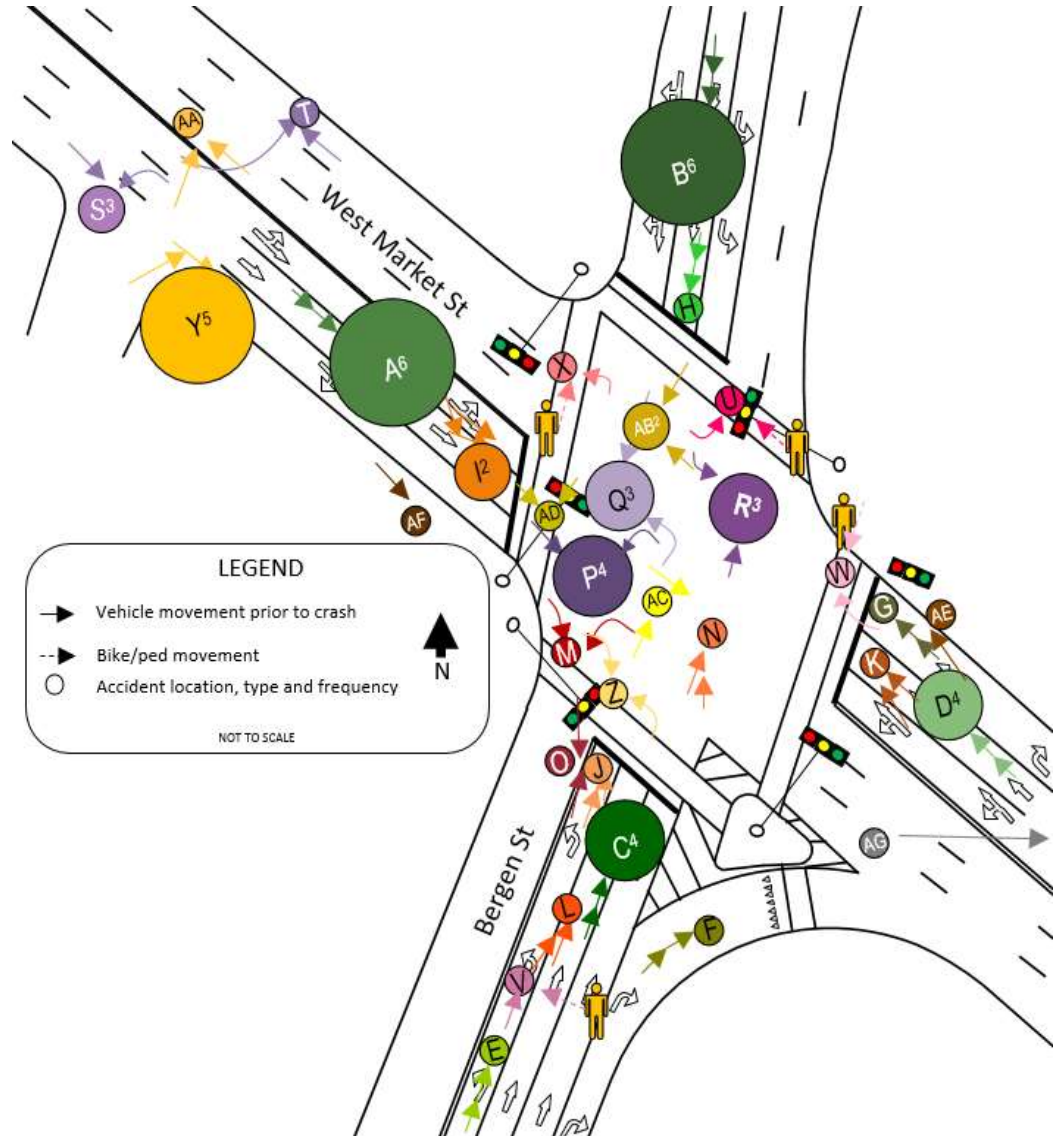 AA
T
S³
B⁶
West Market St
Y⁵
A⁶
H
X
U
AB²
I²
Q³
R³
AD
AF
W
P⁴
AC
G
AE
N
M
K
Z
D⁴
LEGEND
Vehicle movement prior to crash
Bike/ped movement
Accident location, type and frequency
NOT TO SCALE
N
O
J
C⁴
AG
Bergen St
L
F
V
E